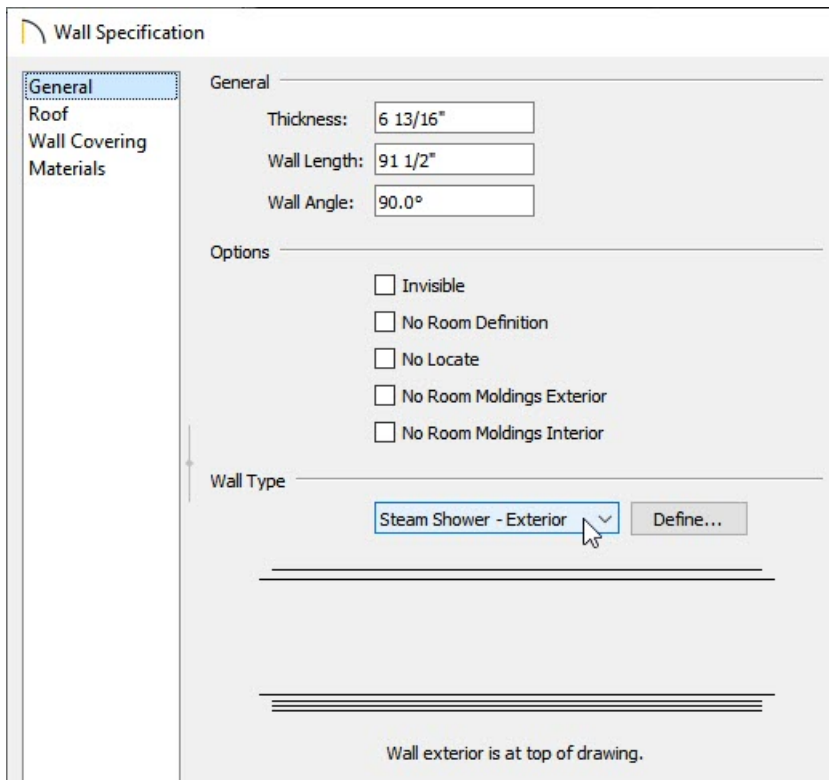 Wall Specification
General
Roof
Wall Covering
Materials
General
Thickness: 6 13/16"
Wall Length: 91 1/2"
Wall Angle: 90.0°
Options
Invisible
No Room Definition
No Locate
No Room Moldings Exterior
No Room Moldings Interior
Wall Type
Steam Shower - Exterior Define...
Wall exterior is at top of drawing.